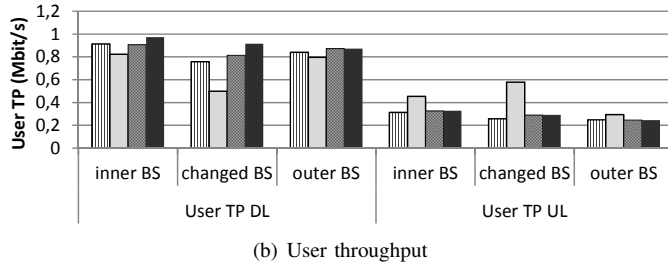 User TP (Mbit/s)
1,2
1
0,8
0,6
0,4
0,2
0
inner BS changed BS outer BS inner BS changed BS outer BS
User TP DL User TP UL
(b) User throughput